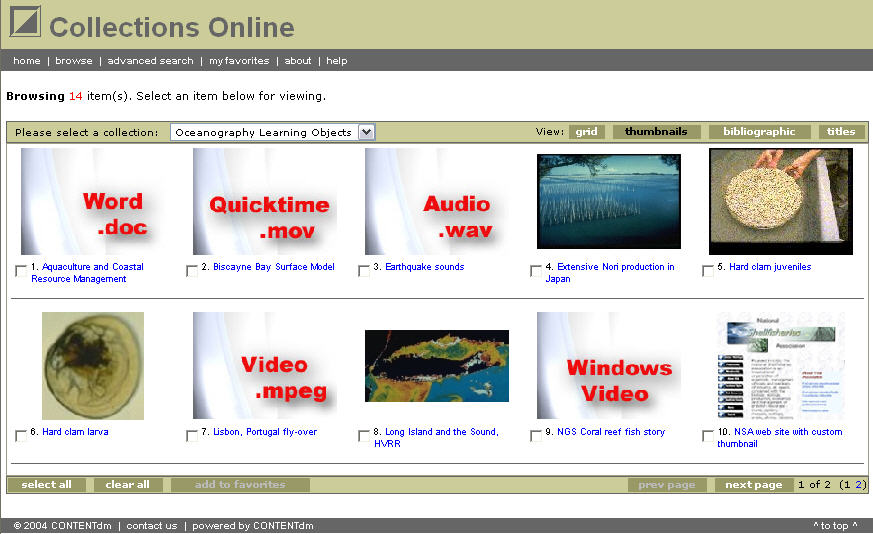 Collections Online
home | browse | advanced search | my favorites | about | help
Browsing 14 item(s). Select an item below for viewing.
Please select a collection: Oceanography Learning Objects View: grid thumbnails bibliographic titles
Word
.doc
Quicktime
.mov
Audio
.wav
1. Aquaculture and Coastal
Resource Management
2. Biscayne Bay Surface Model
3. Earthquake sounds
4. Extensive Nori production in
Japan
5. Hard clam juveniles
Video
.mpeg
Windows
Video
National
Shellfisheries
Association
6. Hard clam larva
7. Lisbon, Portugal fly-over
8. Long Island and the Sound,
HVRR
9. NGS Coral reef fish story
10. NSA web site with custom
thumbnail
select all clear all add to favorites prev page next page 1 of 2 (1 2)
© 2004 CONTENTdm | contact us | powered by CONTENTdm ^ to top ^